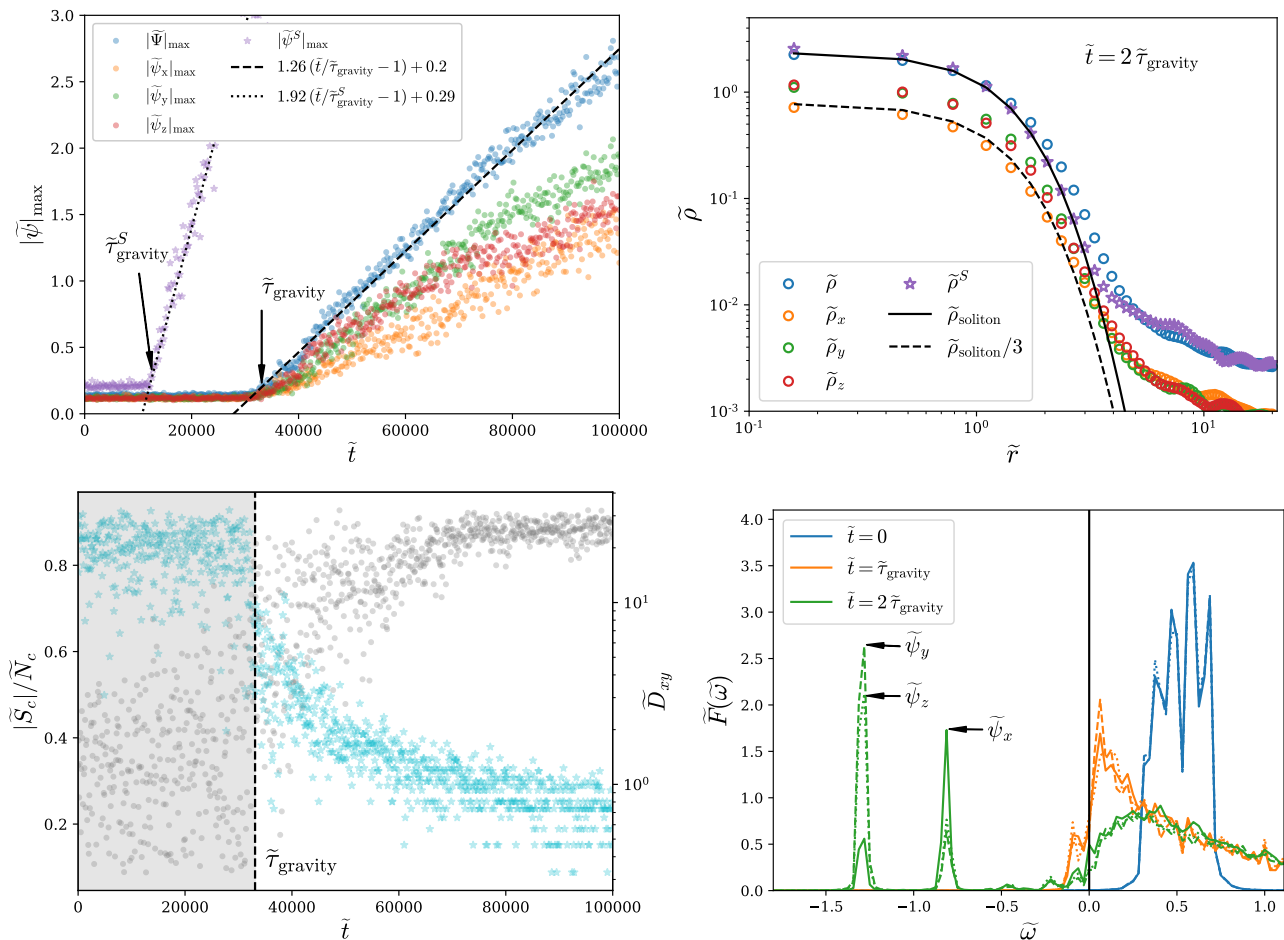 3.0
2.5
2.0
1.5
1.0
0.5
0.0
0
20000
40000
60000
80000
100000
|ψ̃|max
t̃
|Ψ̃|max
|ψ̃x|max
|ψ̃y|max
|ψ̃z|max
|ψ̃^S|max
1.26 (t̃/τ̃gravity − 1) + 0.2
1.92 (t̃/τ̃^S gravity − 1) + 0.29
τ̃^S gravity
τ̃gravity
t̃ = 2 τ̃gravity
10^0
10^−1
10^−2
10^−3
ρ̃
ρ̃
ρ̃x
ρ̃y
ρ̃z
ρ̃^S
ρ̃soliton
ρ̃soliton/3
10^−1
10^0
10^1
r̃
0.8
0.6
0.4
0.2
|S̃c|/Ñc
10^1
10^0
D̃xy
τ̃gravity
0
20000
40000
60000
80000
100000
t̃
4.0
3.5
3.0
2.5
2.0
1.5
1.0
0.5
0.0
F̃(ω̃)
t̃ = 0
t̃ = τ̃gravity
t̃ = 2 τ̃gravity
ψ̃y
ψ̃z
ψ̃x
−1.5
−1.0
−0.5
0.0
0.5
1.0
ω̃